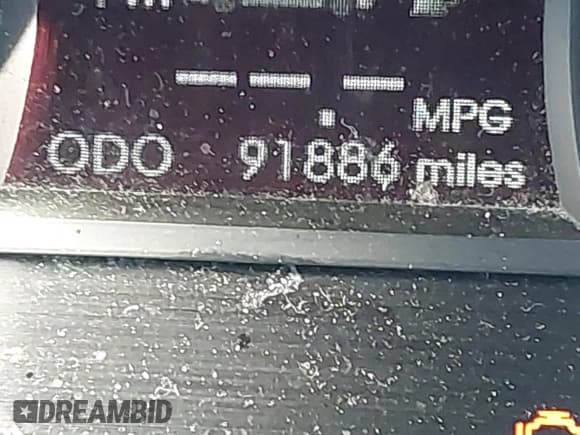 --.- MPG
ODO 91886 miles
DREAMBID